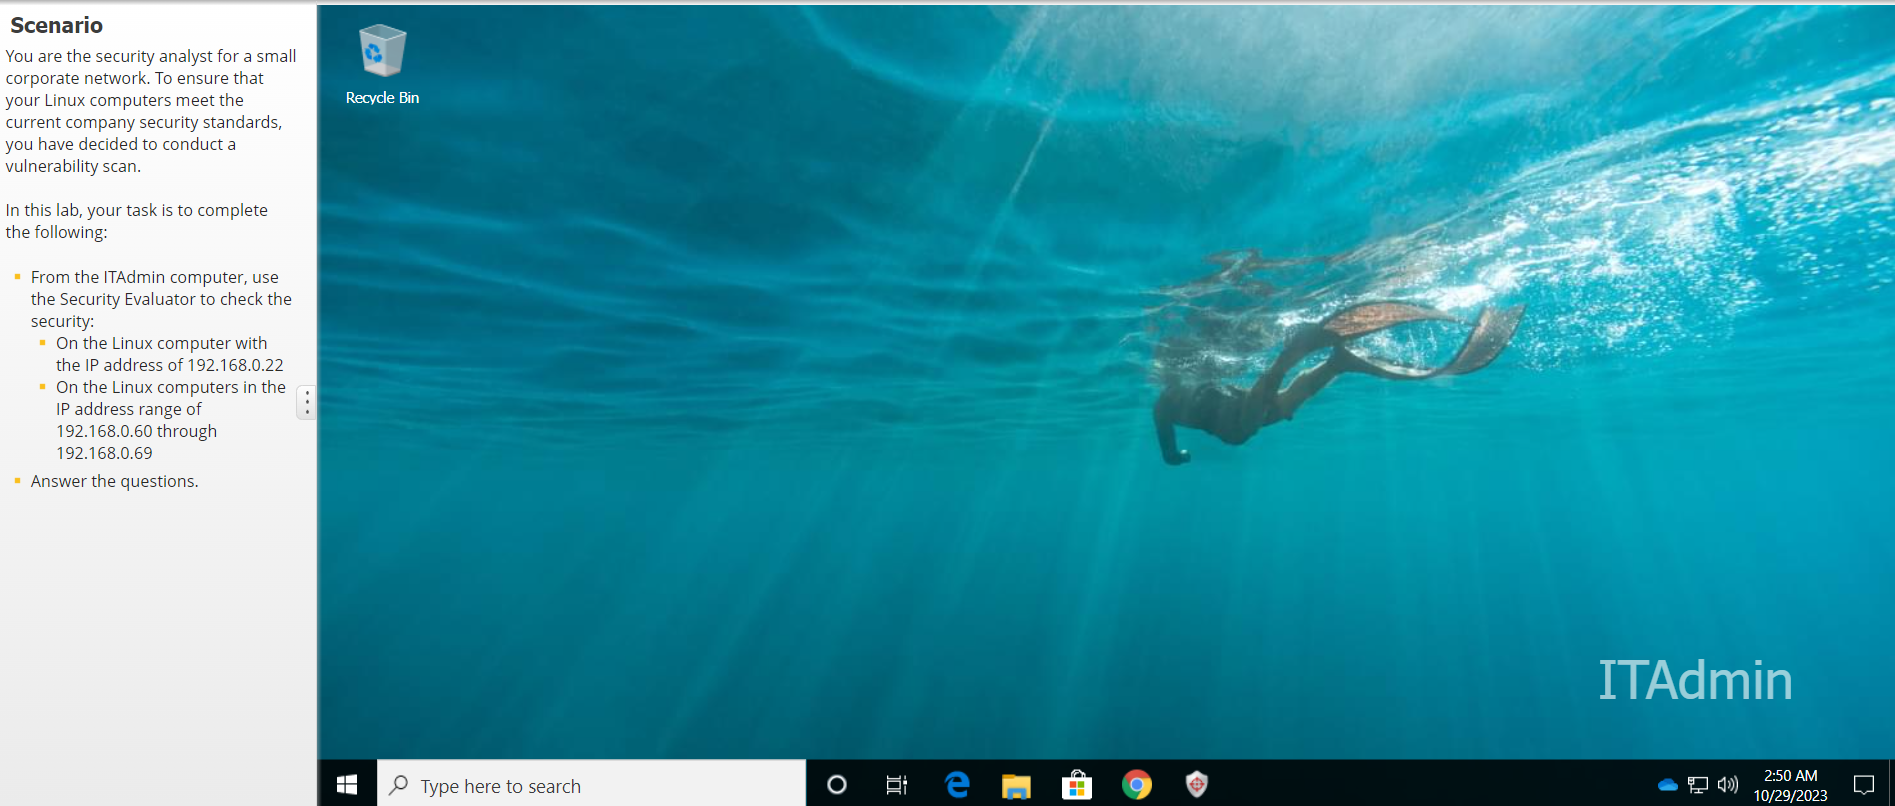 Scenario
You are the security analyst for a small
corporate network. To ensure that
your Linux computers meet the
current company security standards,
you have decided to conduct a
vulnerability scan.
In this lab, your task is to complete
the following:
From the ITAdmin computer, use
the Security Evaluator to check the
security:
On the Linux computer with
the IP address of 192.168.0.22
On the Linux computers in the
IP address range of
192.168.0.60 through
192.168.0.69
Answer the questions.
Recycle Bin
ITAdmin
Type here to search
2:50 AM
10/29/2023